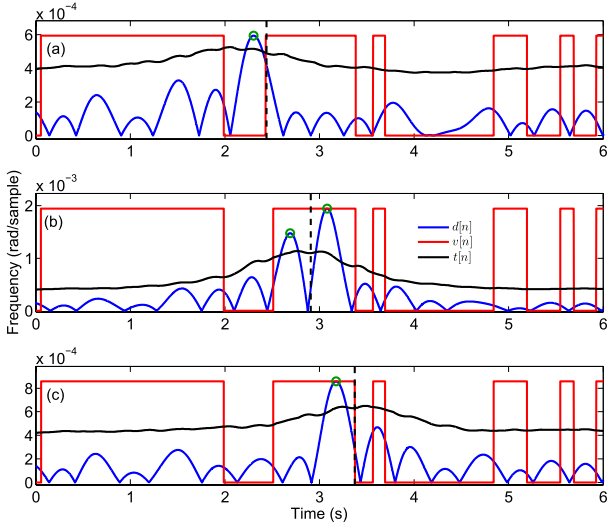 x 10⁻⁴
6
4
2
0
(a)
0 1 2 3 4 5 6
x 10⁻³
2
1
0
(b)
d[n]
v[n]
t[n]
0 1 2 3 4 5 6
Frequency (rad/sample)
x 10⁻⁴
8
6
4
2
0
(c)
0 1 2 3 4 5 6
Time (s)